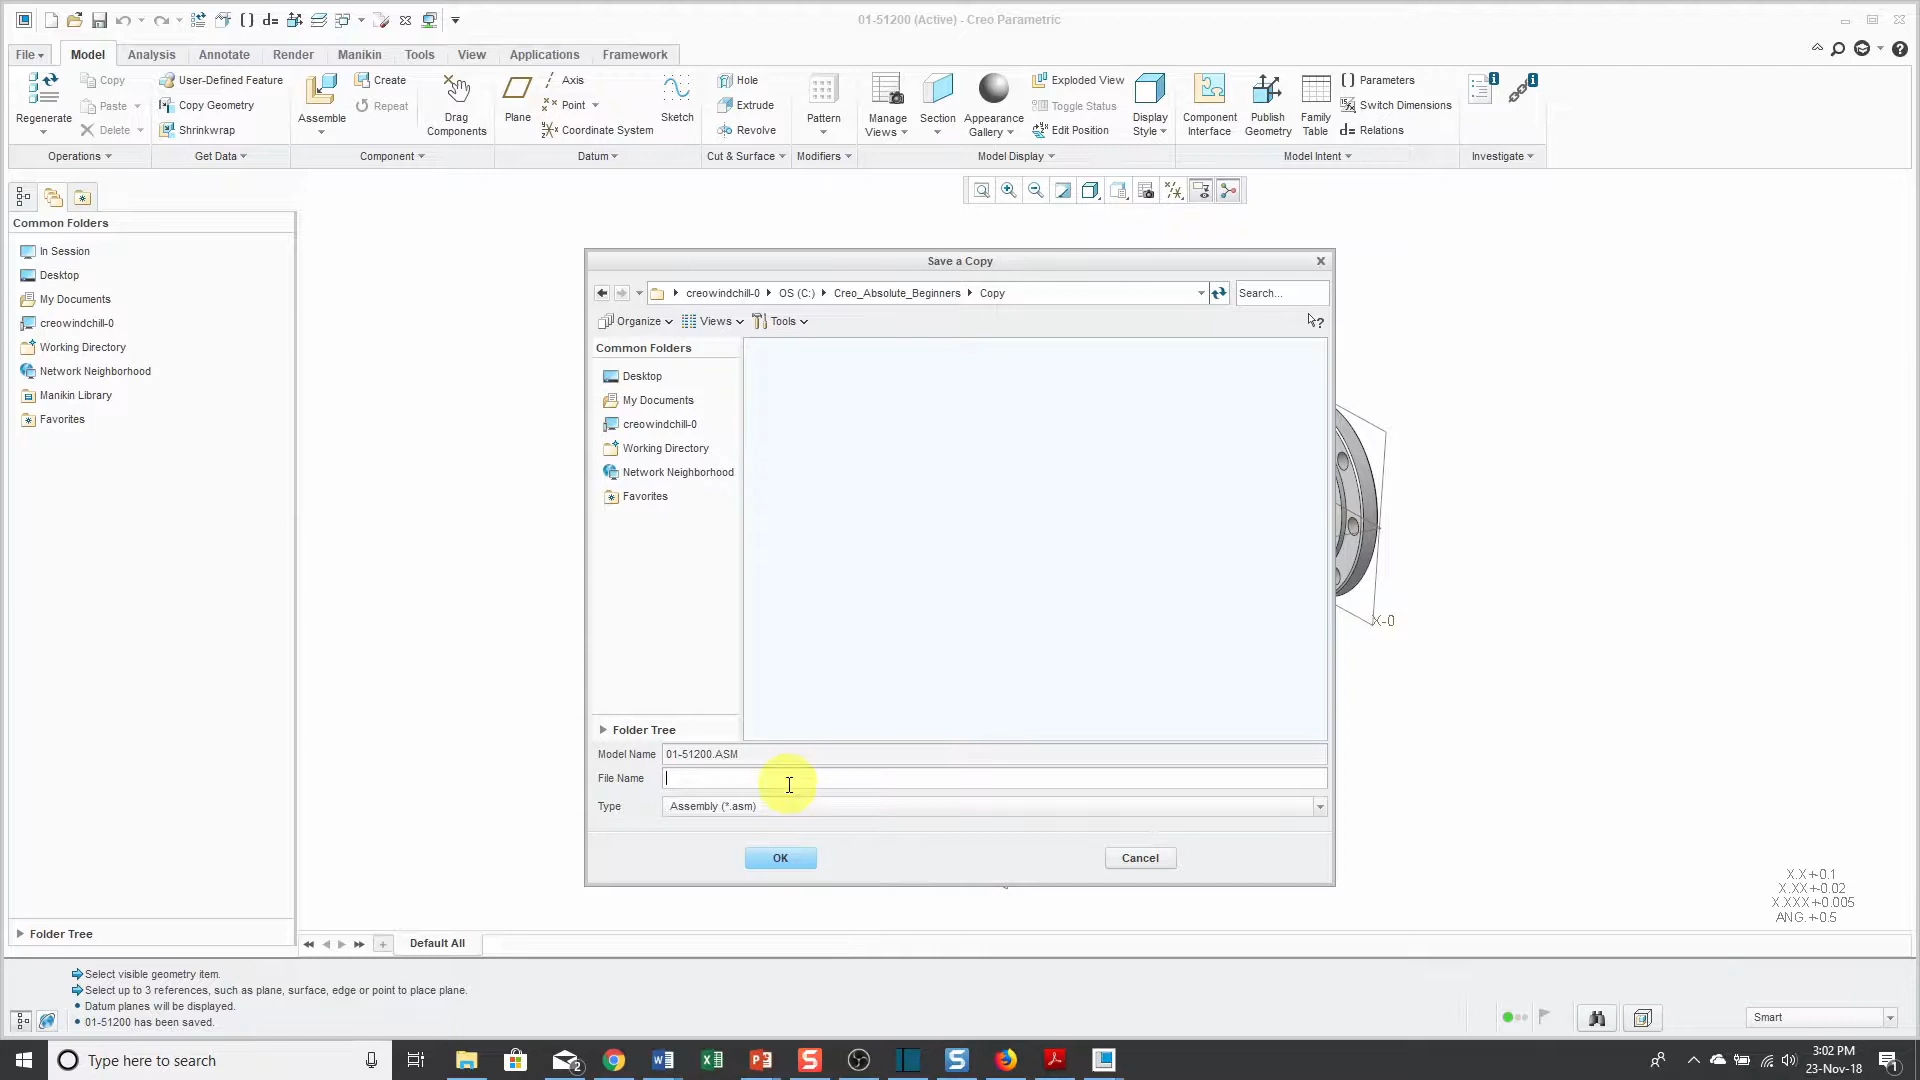 01-51200 (Active) - Creo Parametric
File Model Analysis Annotate Render Manikin Tools View Applications Framework
Regenerate
Copy
Paste
Delete
User-Defined Feature
Copy Geometry
Shrinkwrap
Assemble
Create
Repeat
Drag
Components
Plane
Axis
Point
Coordinate System
Sketch
Hole
Extrude
Revolve
Pattern
Manage
Views
Section
Appearance
Gallery
Exploded View
Toggle Status
Edit Position
Display
Style
Component
Interface
Publish
Geometry
Family
Table
Parameters
Switch Dimensions
d= Relations
Operations Get Data Component Datum Cut & Surface Modifiers Model Display Model Intent Investigate
Common Folders
In Session
Desktop
My Documents
creowindchill-0
Working Directory
Network Neighborhood
Manikin Library
Favorites
Folder Tree
Save a Copy
creowindchill-0 OS (C:) Creo_Absolute_Beginners Copy
Search...
Organize Views Tools
Common Folders
Desktop
My Documents
creowindchill-0
Working Directory
Network Neighborhood
Favorites
Folder Tree
Model Name 01-51200.ASM
File Name
Type Assembly (*.asm)
OK Cancel
X-0
X.X+-0.1
X.XX+-0.02
X.XXX+-0.005
ANG.+-0.5
Default All
Select visible geometry item.
Select up to 3 references, such as plane, surface, edge or point to place plane.
Datum planes will be displayed.
01-51200 has been saved.
Smart
Type here to search
2
3:02 PM
23-Nov-18
1